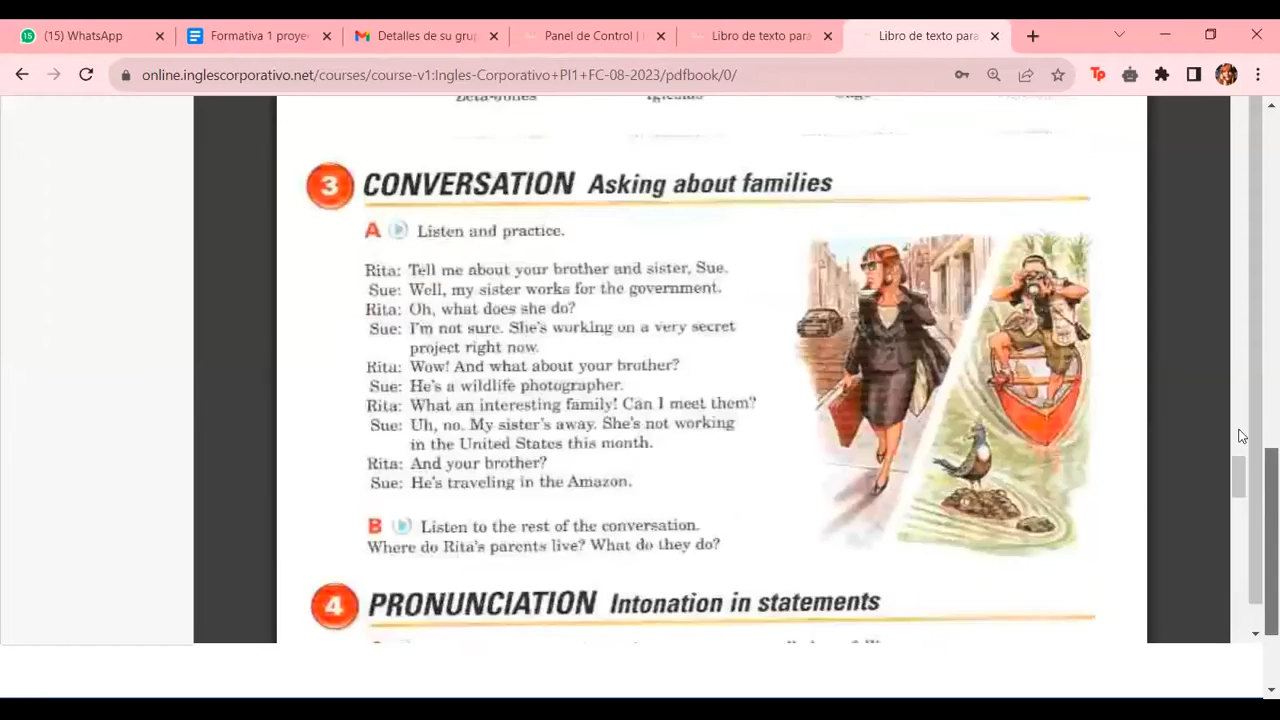 15 (15) WhatsApp
Formativa 1 proye
Detalles de su gru
Panel de Control |
Libro de texto para
Libro de texto para
online.inglescorporativo.net/courses/course-v1:Ingles-Corporativo+PI1+FC-08-2023/pdfbook/0/
Tp
Zeta-Jones Iglesias
3 CONVERSATION Asking about families
A Listen and practice.
Rita: Tell me about your brother and sister, Sue.
Sue: Well, my sister works for the government.
Rita: Oh, what does she do?
Sue: I'm not sure. She's working on a very secret
project right now.
Rita: Wow! And what about your brother?
Sue: He's a wildlife photographer.
Rita: What an interesting family! Can I meet them?
Sue: Uh, no. My sister's away. She's not working
in the United States this month.
Rita: And your brother?
Sue: He's traveling in the Amazon.
B Listen to the rest of the conversation.
Where do Rita's parents live? What do they do?
4 PRONUNCIATION Intonation in statements